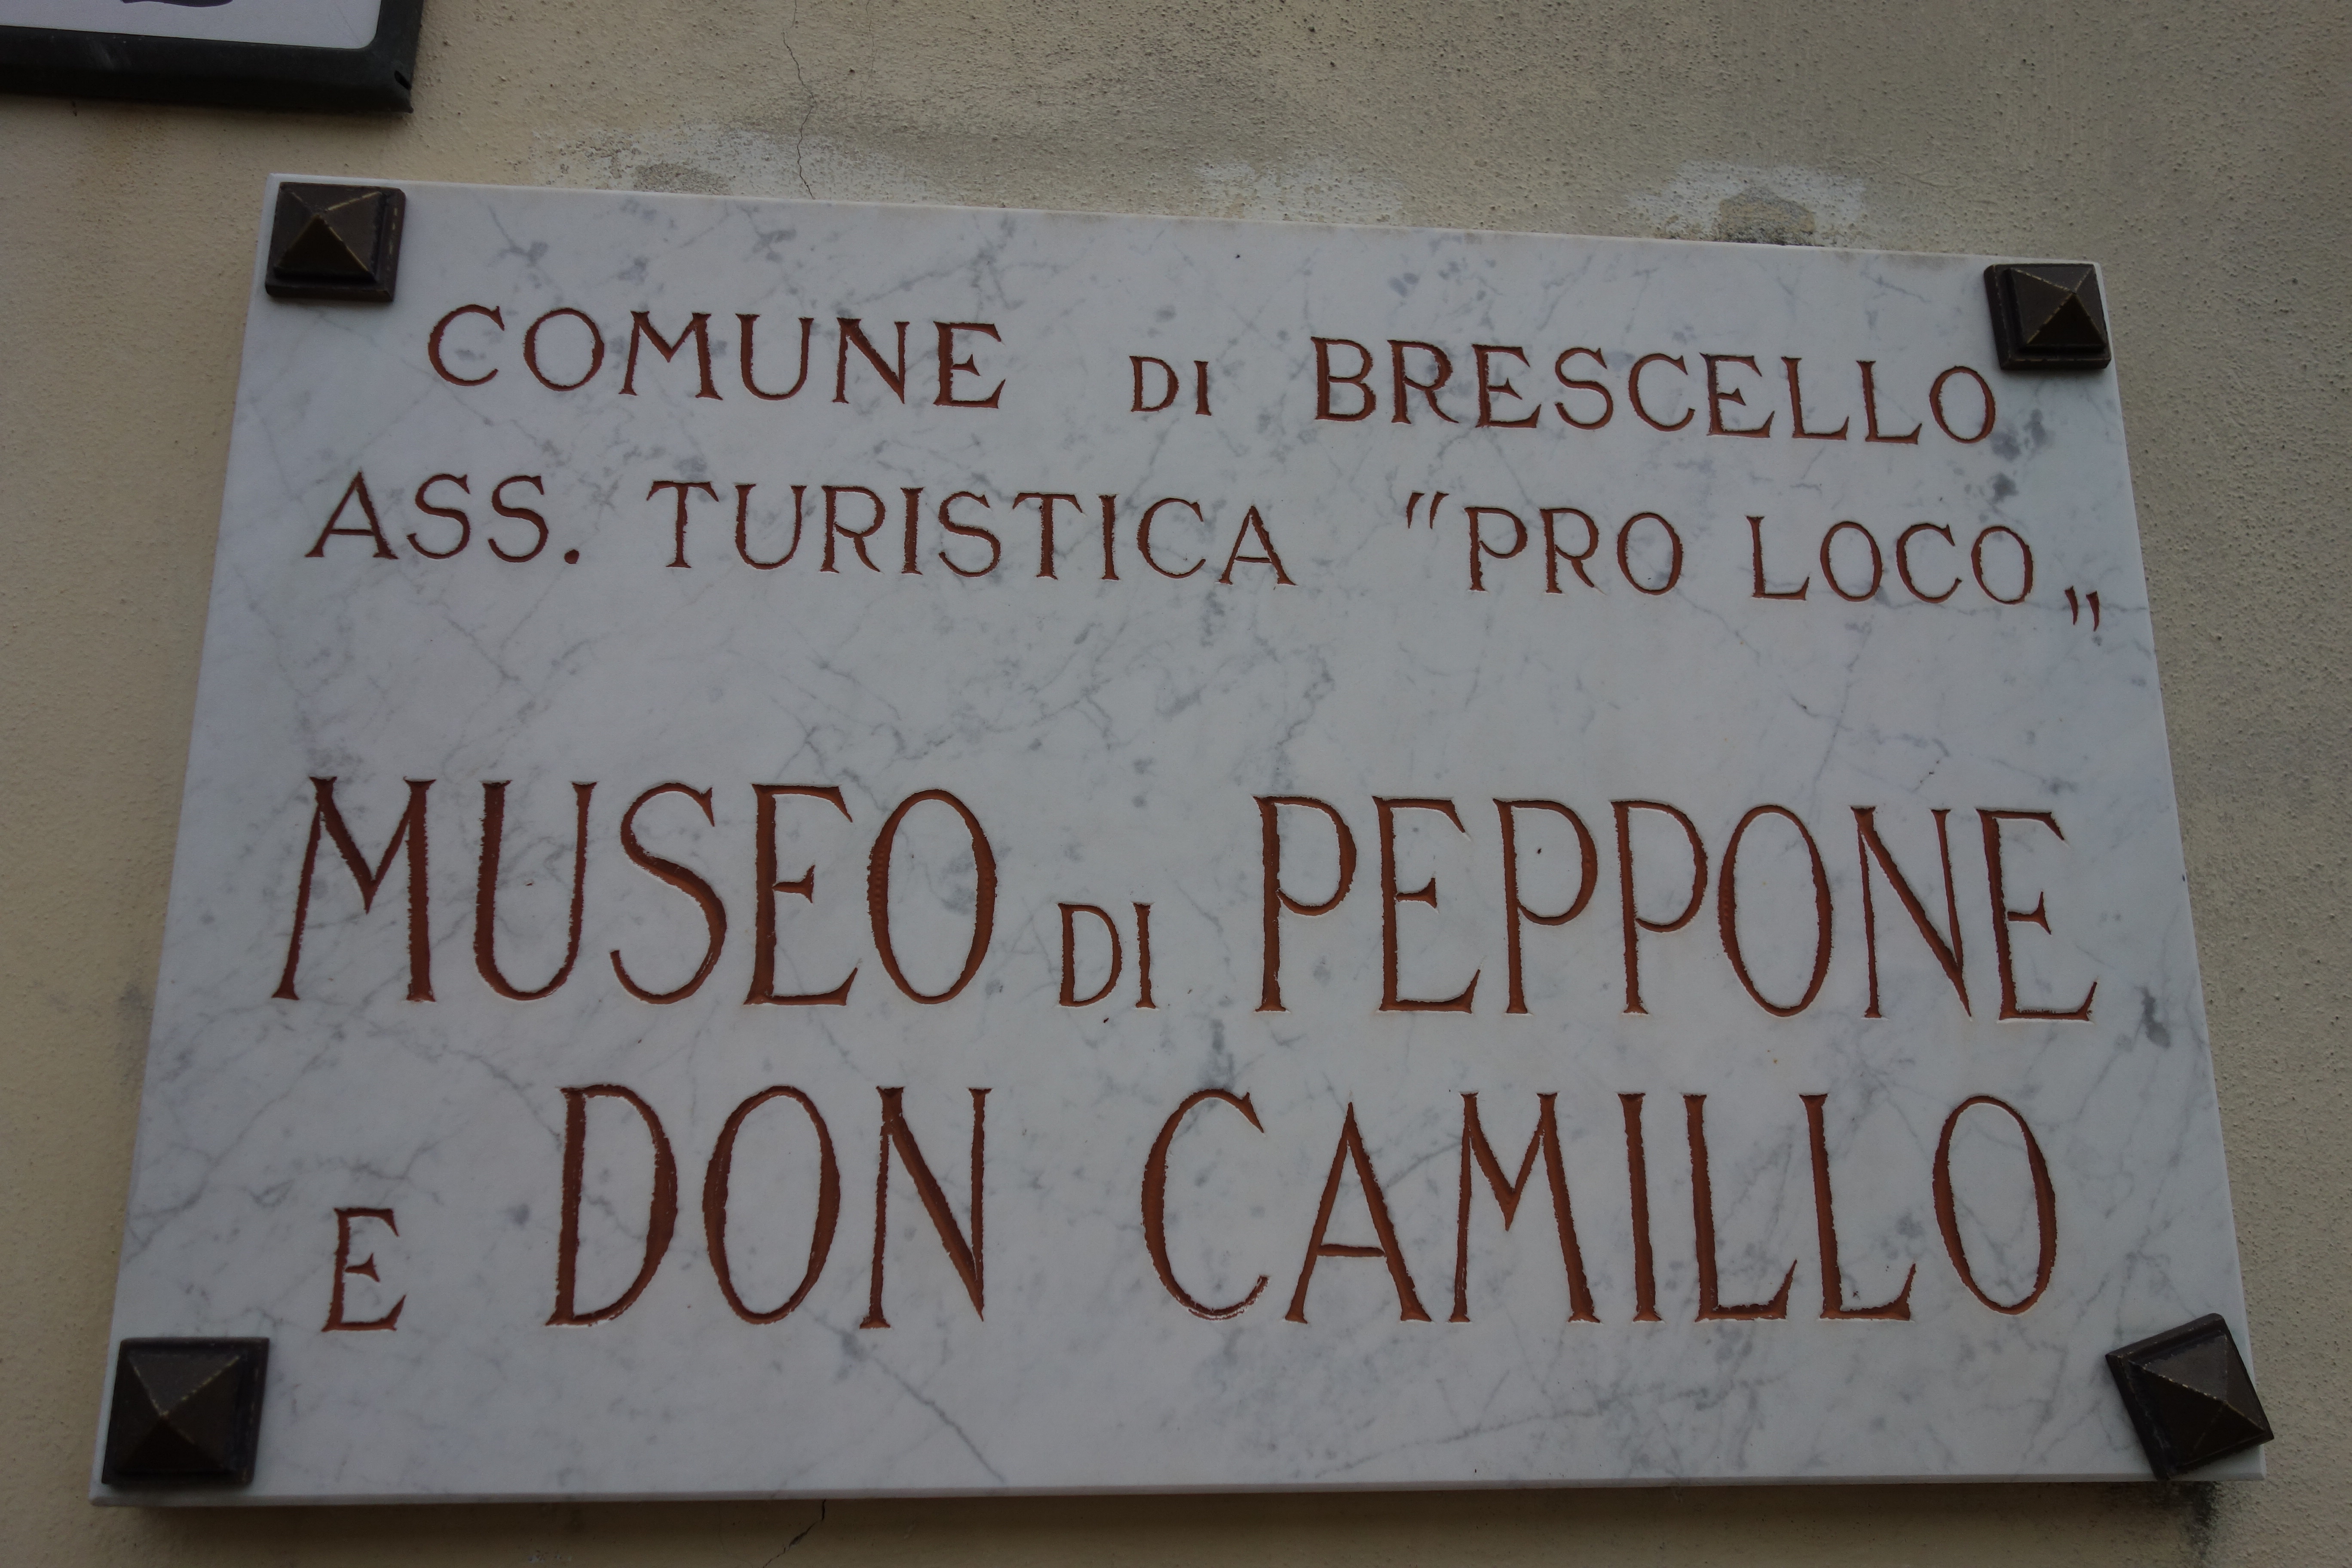 COMUNE DI BRESCELLO
ASS. TURISTICA "PRO LOCO„
MUSEO DI PEPPONE
E DON CAMILLO